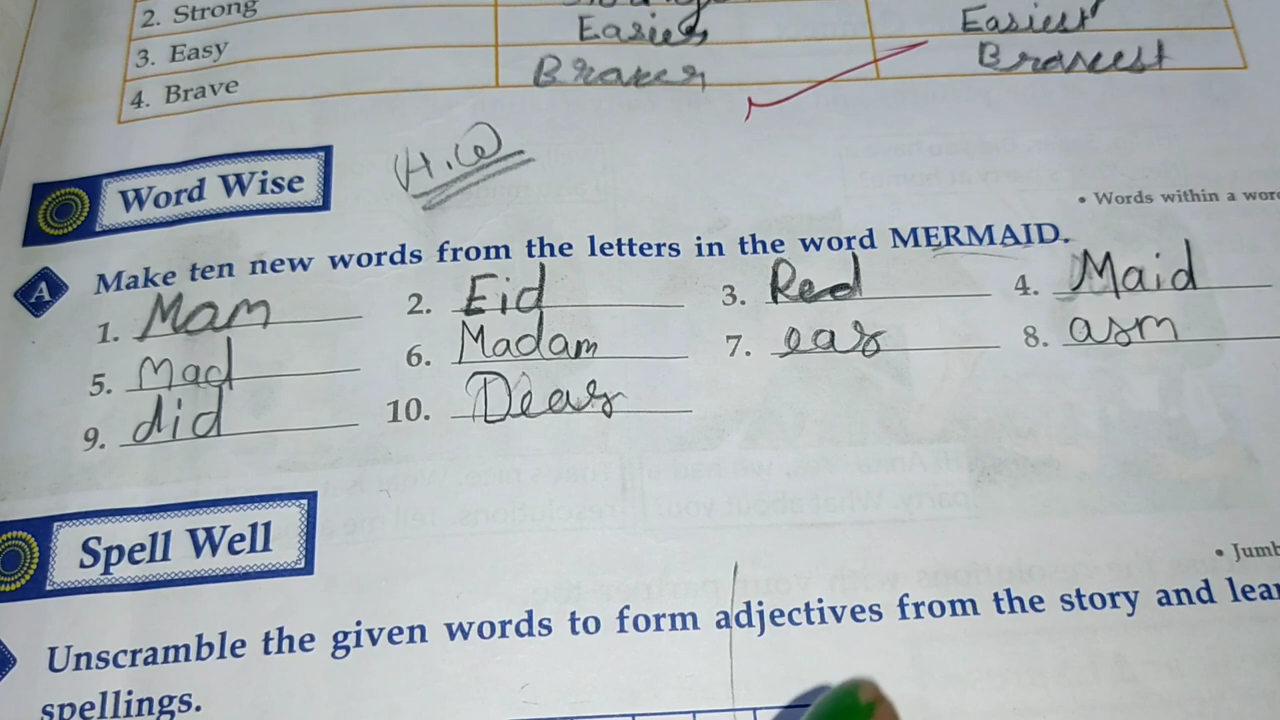 2. Strong
3. Easy Easier Easiest
4. Brave Braver Bravest
Word Wise H.W
• Words within a word
A Make ten new words from the letters in the word MERMAID.
1. Mam 2. Eid 3. Red 4. Maid
5. Mad 6. Madam 7. ear 8. arm
9. did 10. Dear
Spell Well
• Jumb
Unscramble the given words to form adjectives from the story and lear
spellings.